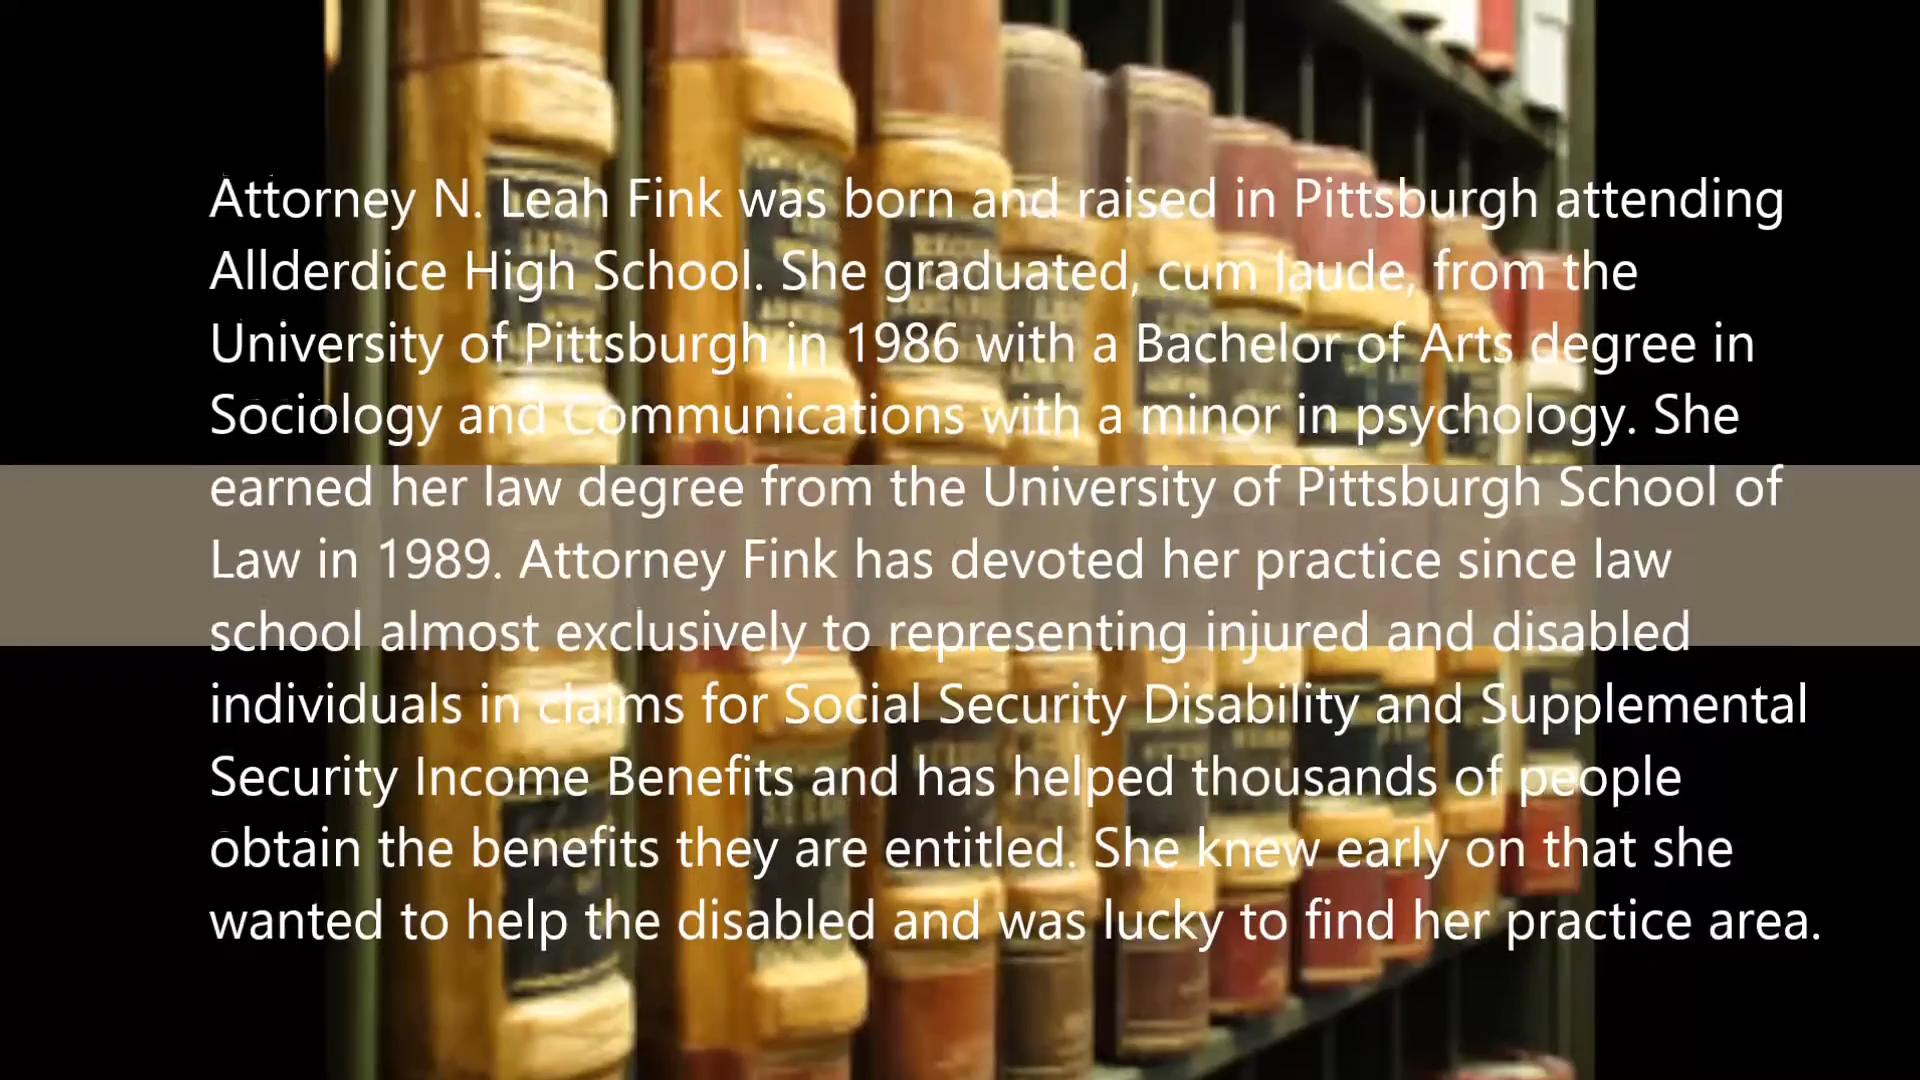 Attorney N. Leah Fink was born and raised in Pittsburgh attending
Allderdice High School. She graduated, cum laude, from the
University of Pittsburgh in 1986 with a Bachelor of Arts degree in
Sociology and Communications with a minor in psychology. She
earned her law degree from the University of Pittsburgh School of
Law in 1989. Attorney Fink has devoted her practice since law
school almost exclusively to representing injured and disabled
individuals in claims for Social Security Disability and Supplemental
Security Income Benefits and has helped thousands of people
obtain the benefits they are entitled. She knew early on that she
wanted to help the disabled and was lucky to find her practice area.